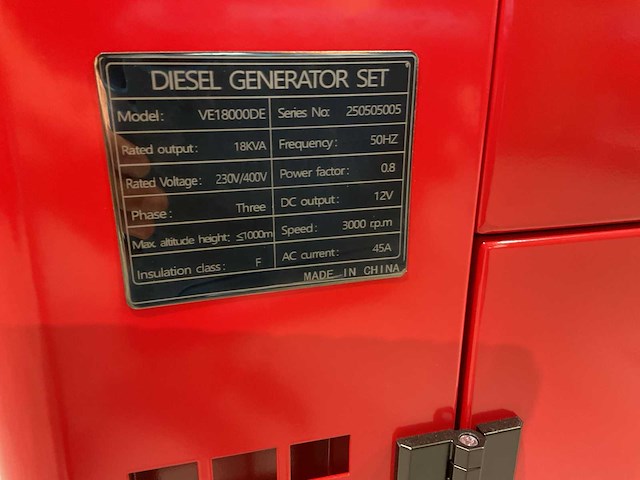 DIESEL GENERATOR SET
Model: VE18000DE Series No: 250505005
Rated output: 18KVA Frequency: 50HZ
Rated Voltage: 230V/400V Power factor: 0.8
Phase: Three DC output: 12V
Max. altitude height: ≤1000m Speed: 3000 r.p.m
Insulation class: F AC current: 45A
MADE IN CHINA